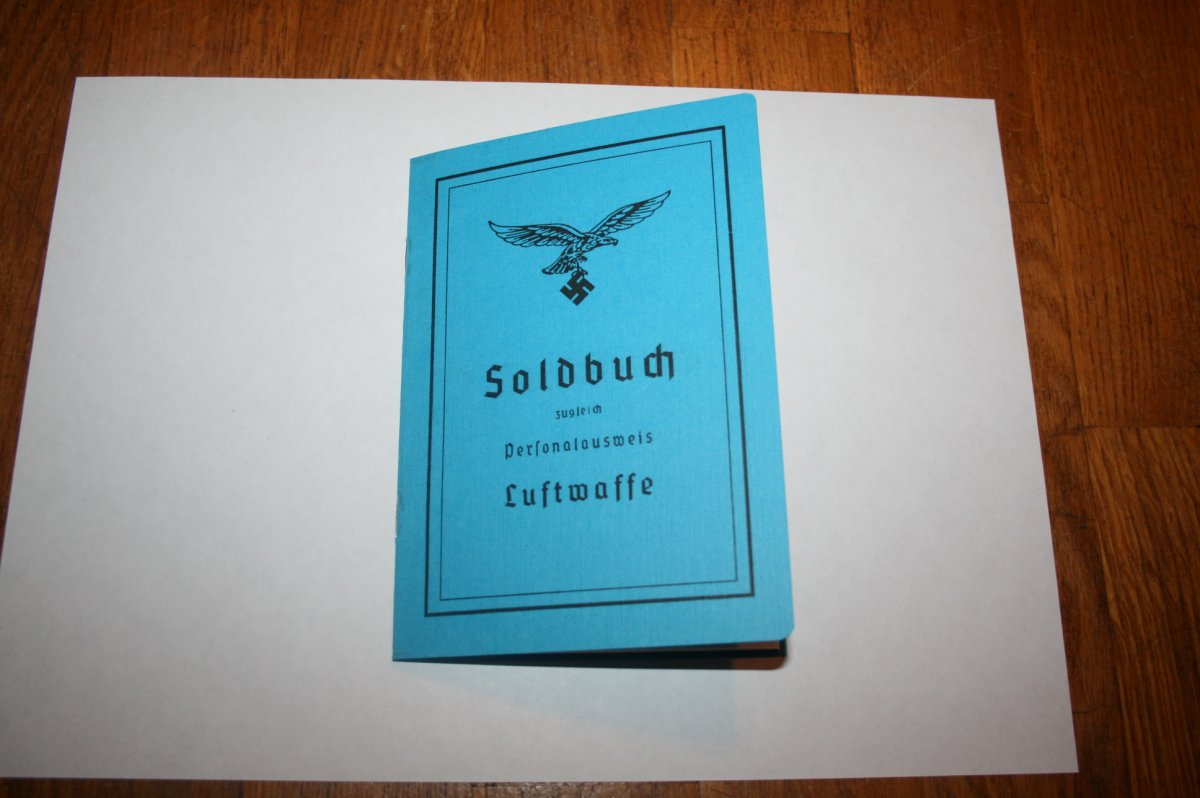 Soldbuch
zugleich
Perſonalausweis
Luftwaffe